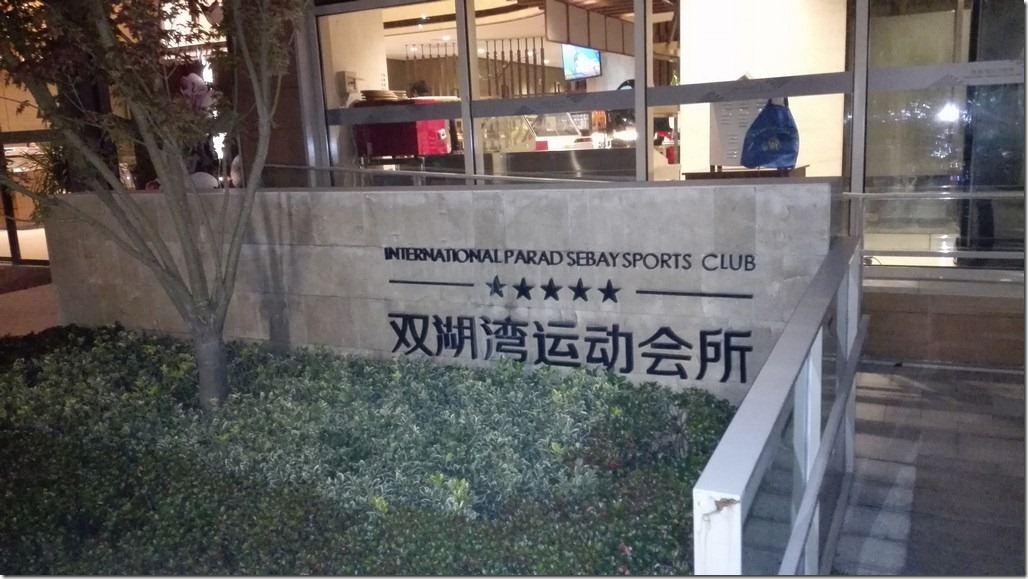 INTERNATIONAL PARAD SEBAY SPORTS CLUB
双湖湾运动会所